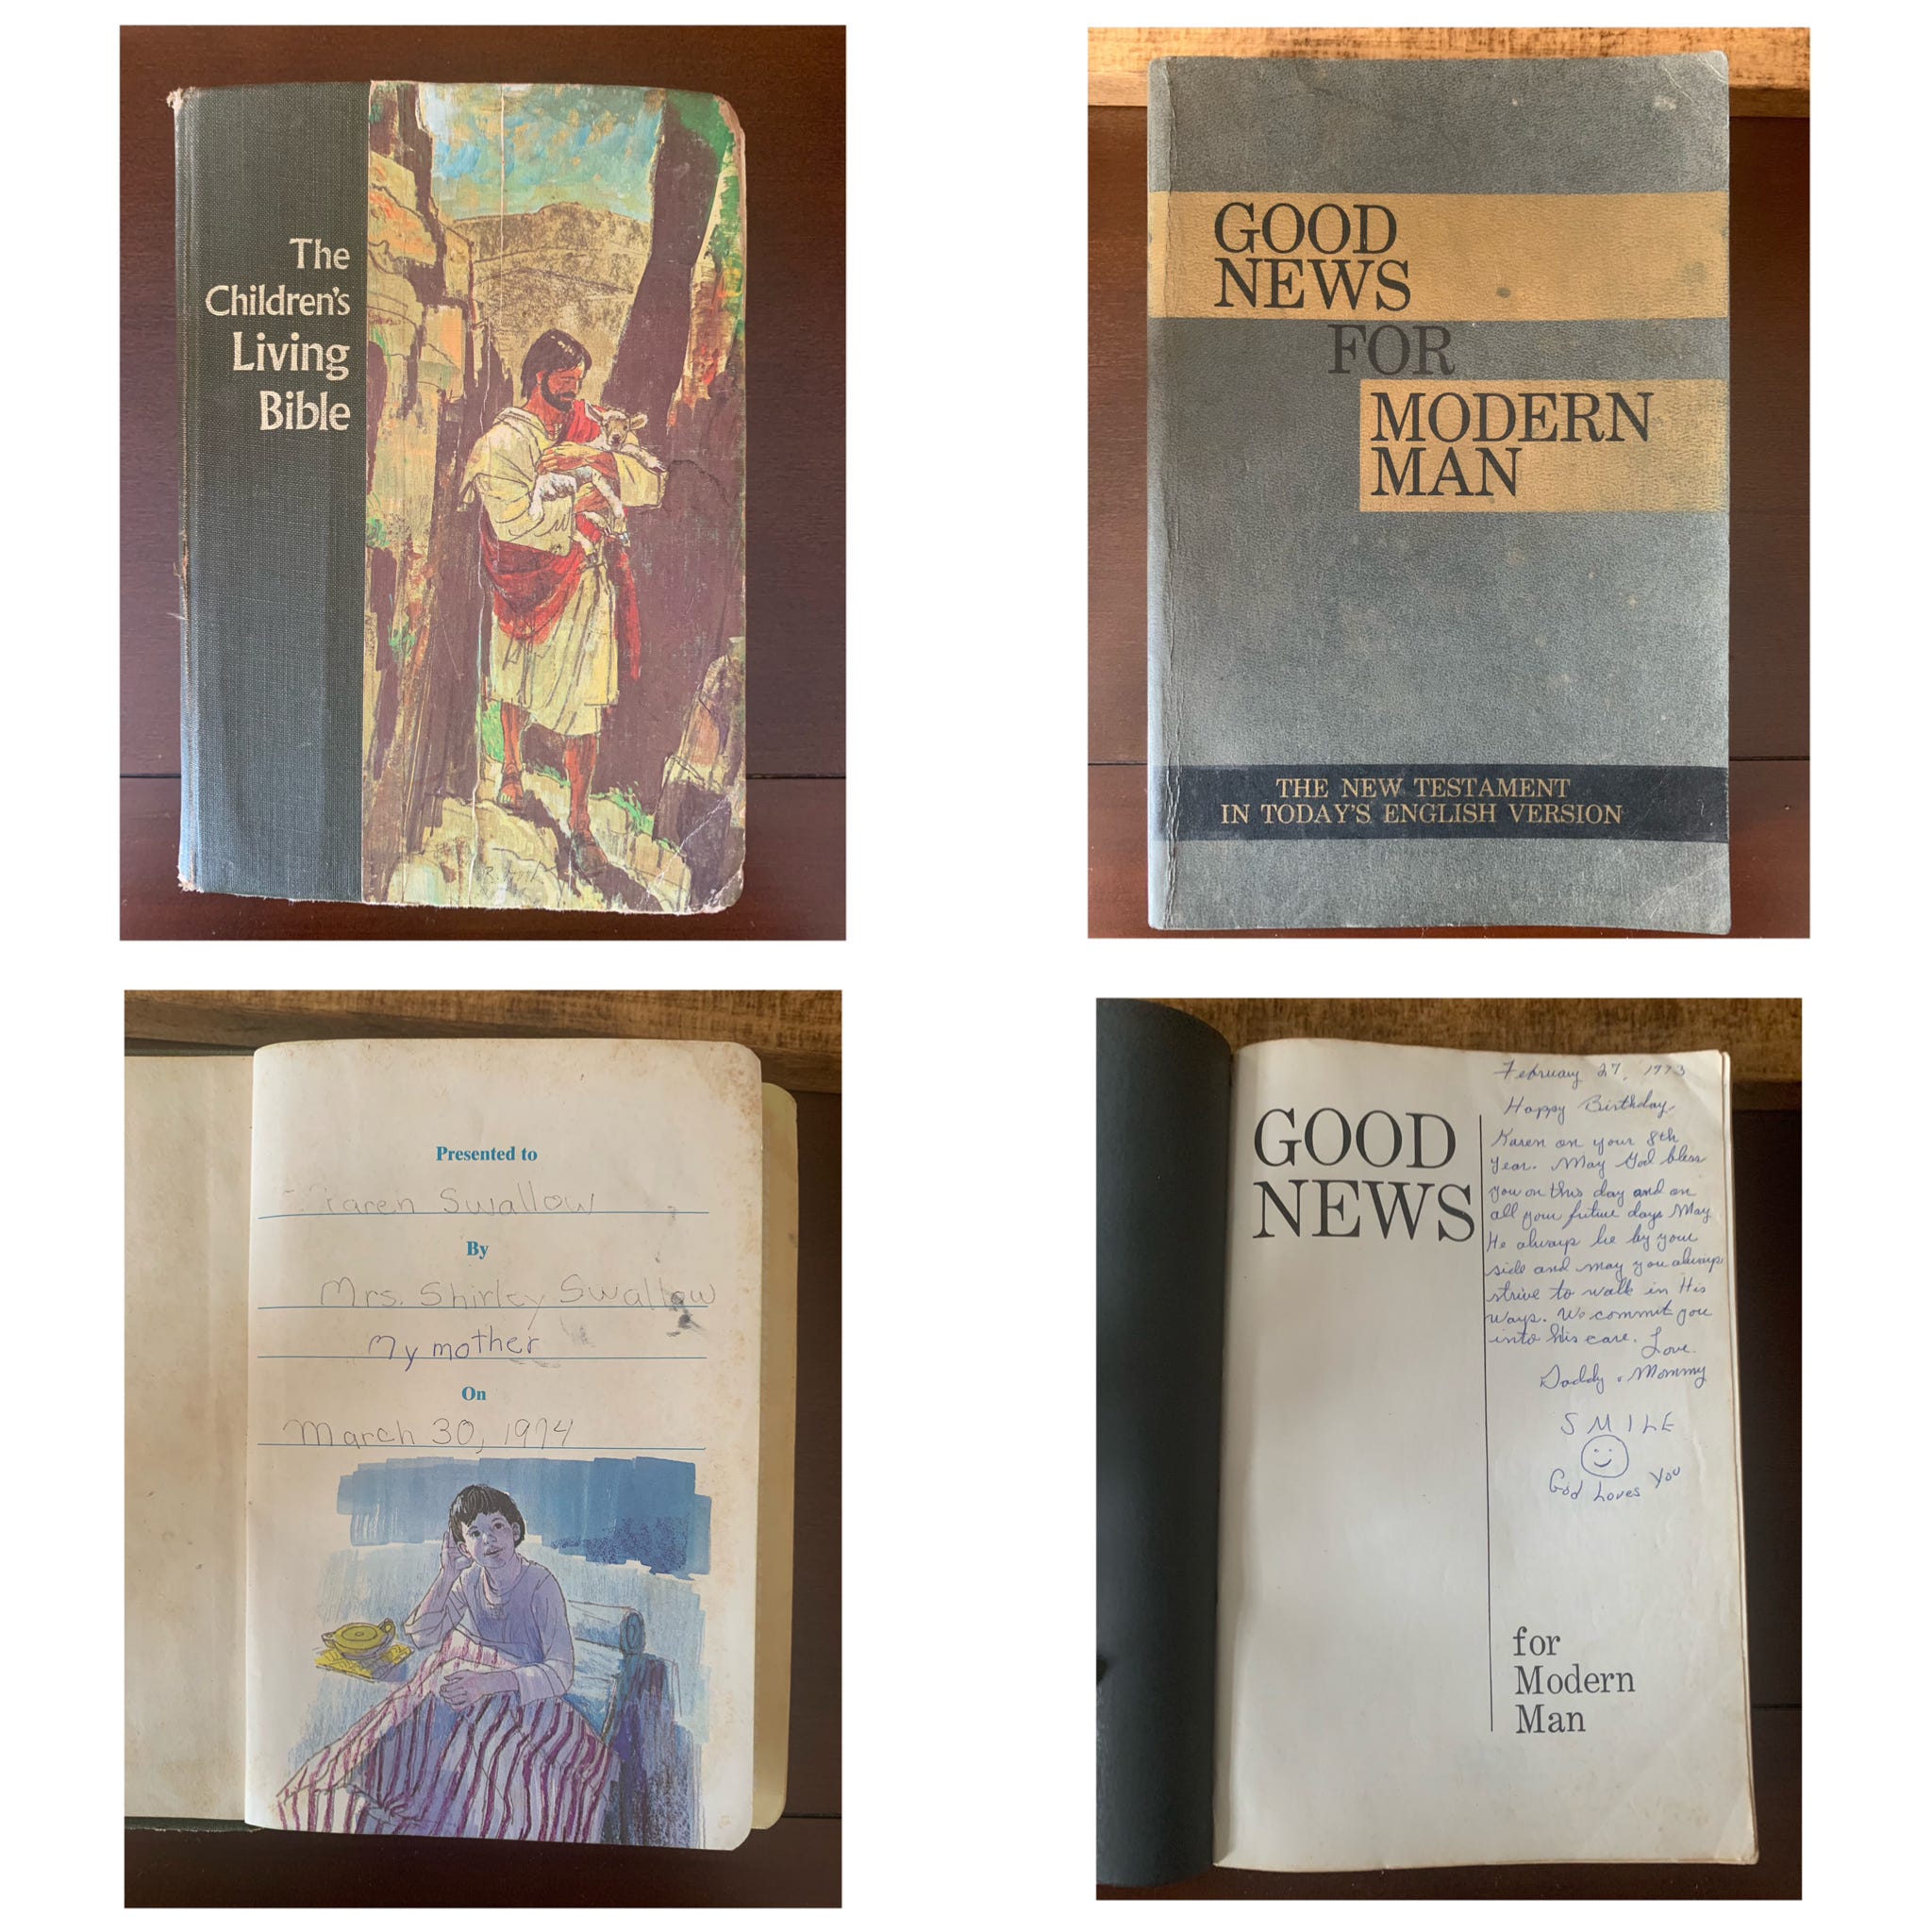 The
Children's
Living
Bible
GOOD
NEWS
FOR
MODERN
MAN
THE NEW TESTAMENT
IN TODAY'S ENGLISH VERSION
Presented to
Karen Swallow
By
Mrs. Shirley Swallow
My mother
On
March 30, 1974
GOOD
NEWS
February 27, 1973
Happy Birthday
Karen on your 8th
year. May God bless
you on this day and on
all your future days May
He always be by your
side and may you always
strive to walk in His
ways. We commit you
into his care. Love
Daddy & Mommy
SMILE
God Loves You
for
Modern
Man